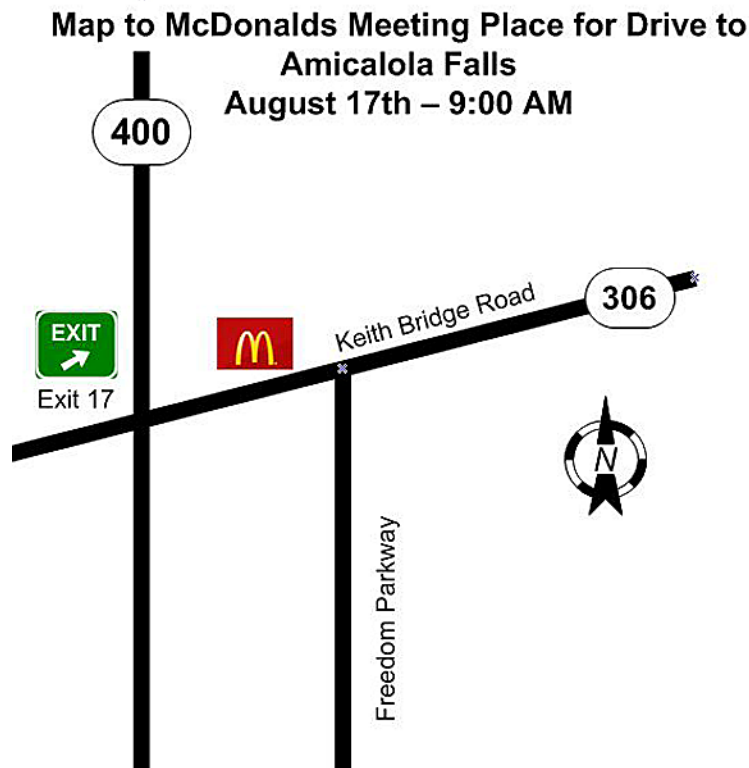 Map to McDonalds Meeting Place for Drive to
Amicalola Falls
August 17th – 9:00 AM
400
306
Keith Bridge Road
EXIT
Exit 17
N
Freedom Parkway